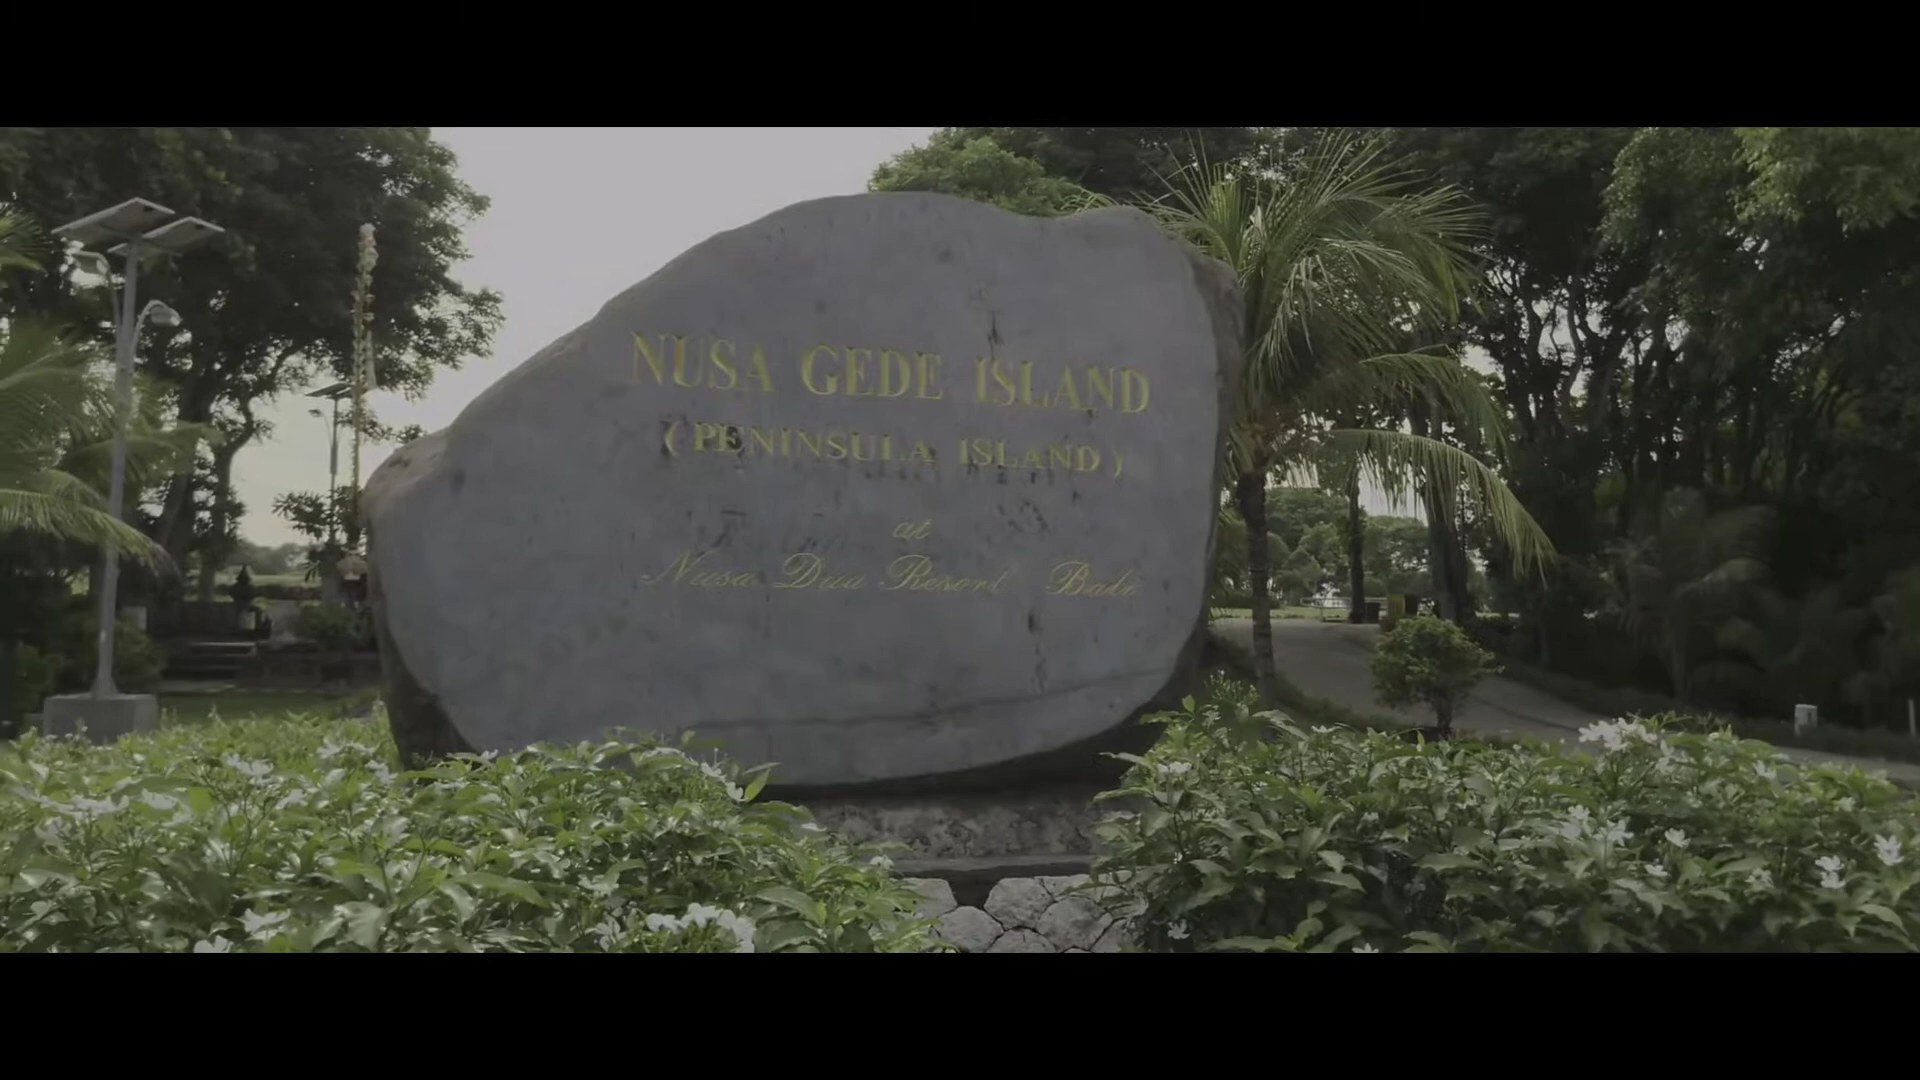 NUSA GEDE ISLAND
( PENINSULA ISLAND )
at
Nusa Dua Resort Bali